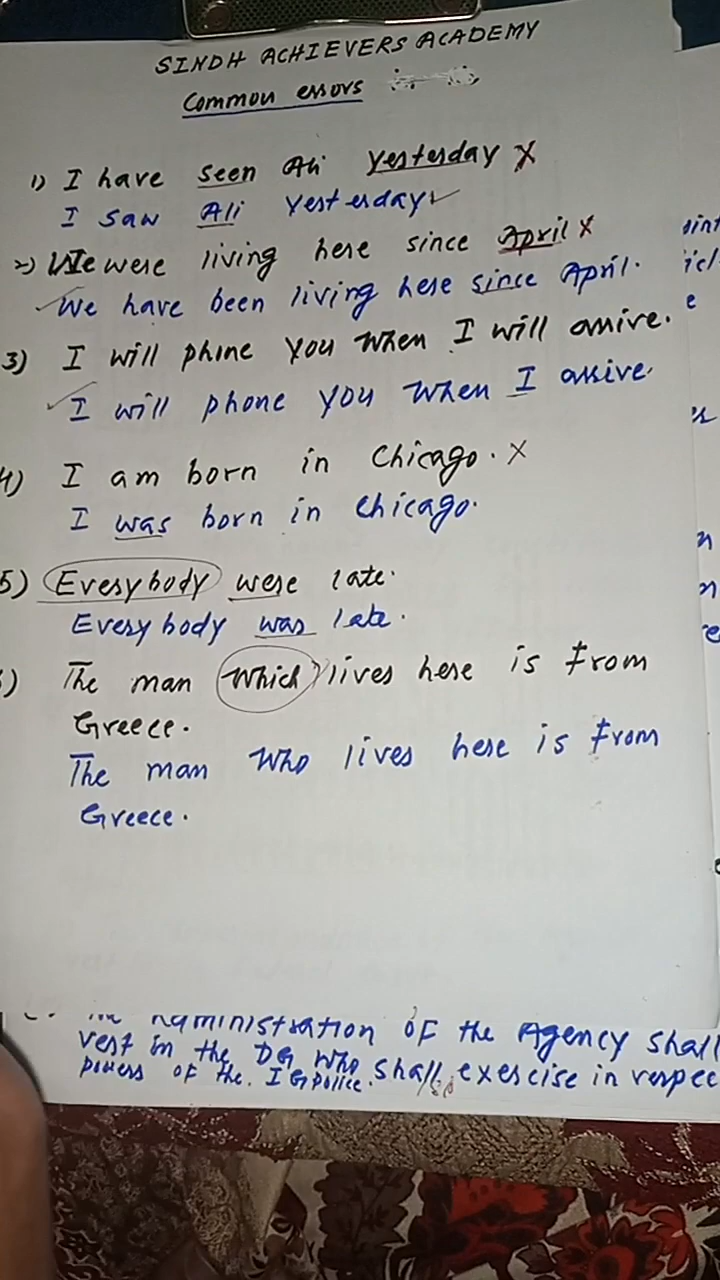 SINDH ACHIEVERS ACADEMY
Common errors
1) I have seen Ali yesterday X
I saw Ali yesterday ✓
2) We were living here since April X
✓ We have been living here since April.
3) I will phine you when I will arrive.
✓ I will phone you when I arrive
4) I am born in Chicago. X
I was born in Chicago.
5) Everybody were late.
Everybody was late.
) The man which lives here is from
Greece.
The man who lives here is from
Greece.
Administration of the Agency shall
vest in the DG who shall exercise in respec
powers of the. IG police.